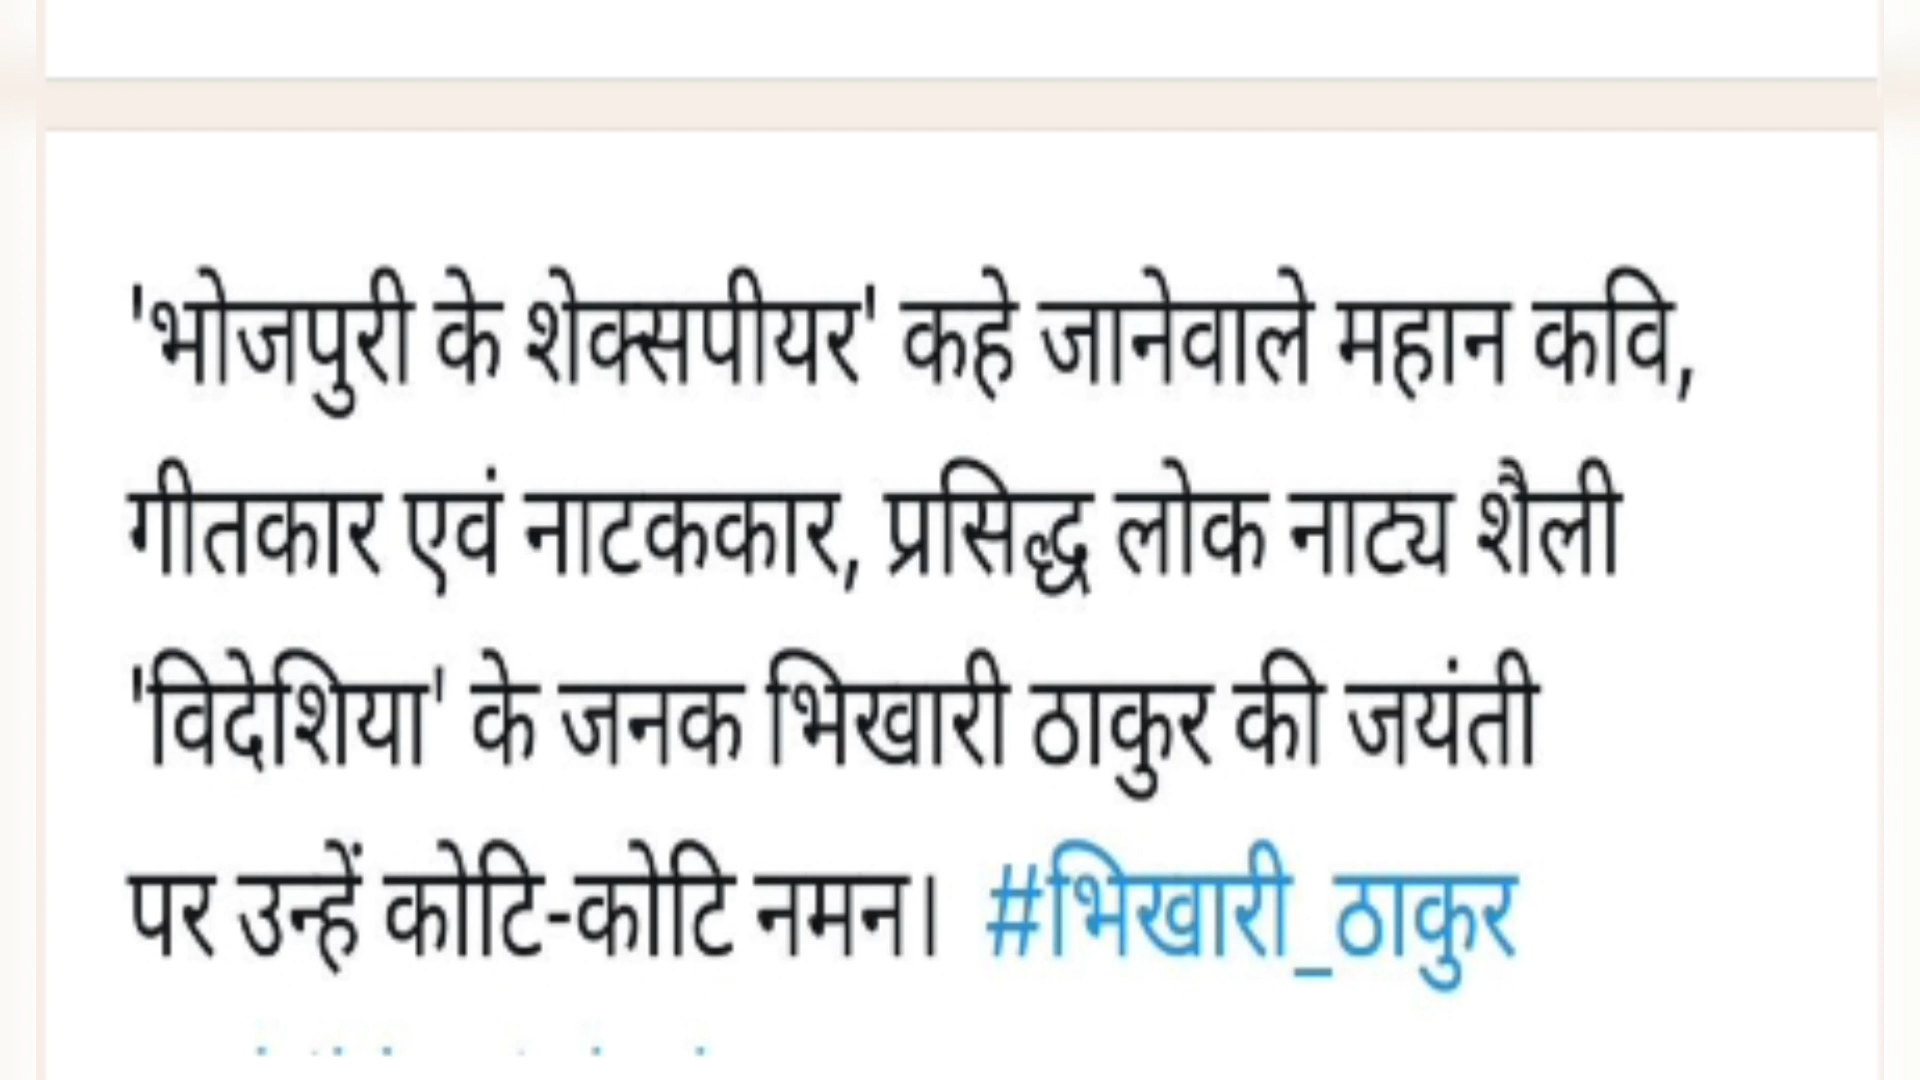 'भोजपुरी के शेक्सपीयर' कहे जानेवाले महान कवि,
गीतकार एवं नाटककार, प्रसिद्ध लोक नाट्य शैली
'विदेशिया' के जनक भिखारी ठाकुर की जयंती
पर उन्हें कोटि-कोटि नमन। #भिखारी_ठाकुर